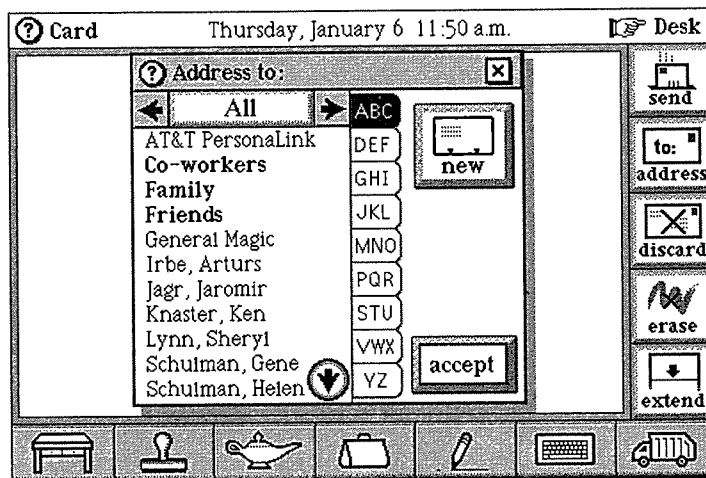 ? Card
Thursday, January 6 11:50 a.m.
Desk
? Address to:
All
AT&T PersonaLink
Co-workers
Family
Friends
General Magic
Irbe, Arturs
Jagr, Jaromir
Knaster, Ken
Lynn, Sheryl
Schulman, Gene
Schulman, Helen
ABC
DEF
GHI
JKL
MNO
PQR
STU
VWX
YZ
new
accept
send
to:
address
discard
erase
extend